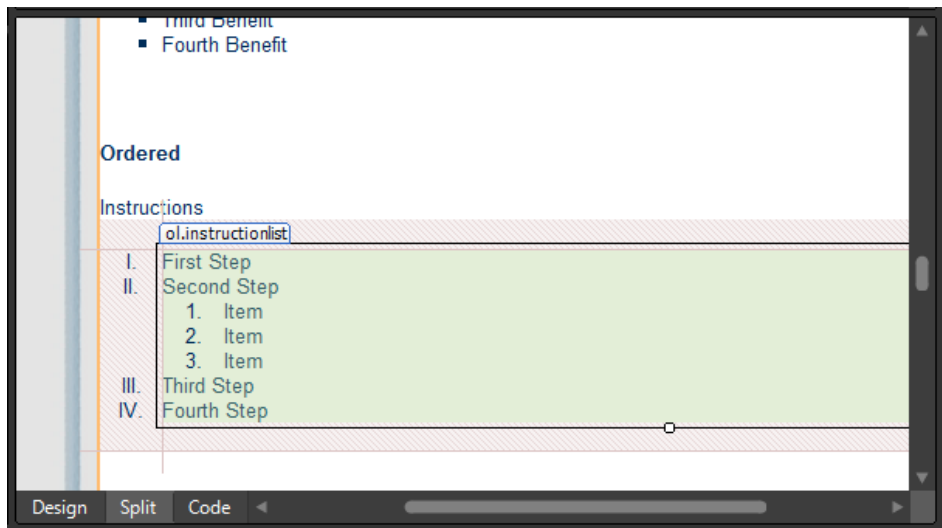 Third Benefit
Fourth Benefit
Ordered
Instructions
ol.instructionlist
I. First Step
II. Second Step
1. Item
2. Item
3. Item
III. Third Step
IV. Fourth Step
Design Split Code